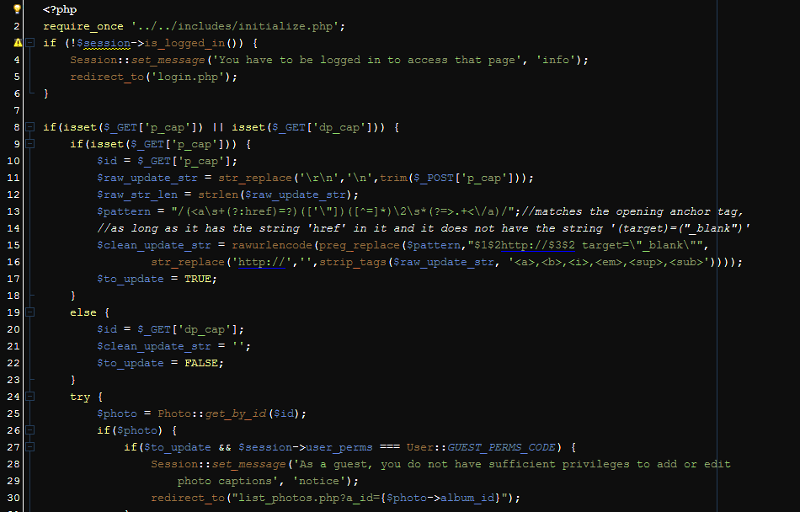 <?php
2 require_once '../../includes/initialize.php';
if (!$session->is_logged_in()) {
4 Session::set_message('You have to be logged in to access that page', 'info');
5 redirect_to('login.php');
6 }
7
8 if(isset($_GET['p_cap']) || isset($_GET['dp_cap'])) {
9 if(isset($_GET['p_cap'])) {
10 $id = $_GET['p_cap'];
11 $raw_update_str = str_replace('\r\n','\n',trim($_POST['p_cap']));
12 $raw_str_len = strlen($raw_update_str);
13 $pattern = "/(<a\s+(?:href)=?)(['\"])([^=]*)\2\s*(?=>.+<\/a)/";//matches the opening anchor tag,
14 //as long as it has the string 'href' in it and it does not have the string '(target)=("_blank")'
15 $clean_update_str = rawurlencode(preg_replace($pattern,"$1$2http://$3$2 target=\"_blank\"",
16 str_replace('http://','',strip_tags($raw_update_str, '<a>,<b>,<i>,<em>,<sup>,<sub>'))));
17 $to_update = TRUE;
18 }
19 else {
20 $id = $_GET['dp_cap'];
21 $clean_update_str = '';
22 $to_update = FALSE;
23 }
24 try {
25 $photo = Photo::get_by_id($id);
26 if($photo) {
27 if($to_update && $session->user_perms === User::GUEST_PERMS_CODE) {
28 Session::set_message('As a guest, you do not have sufficient privileges to add or edit
29 photo captions', 'notice');
30 redirect_to("list_photos.php?a_id={$photo->album_id}");